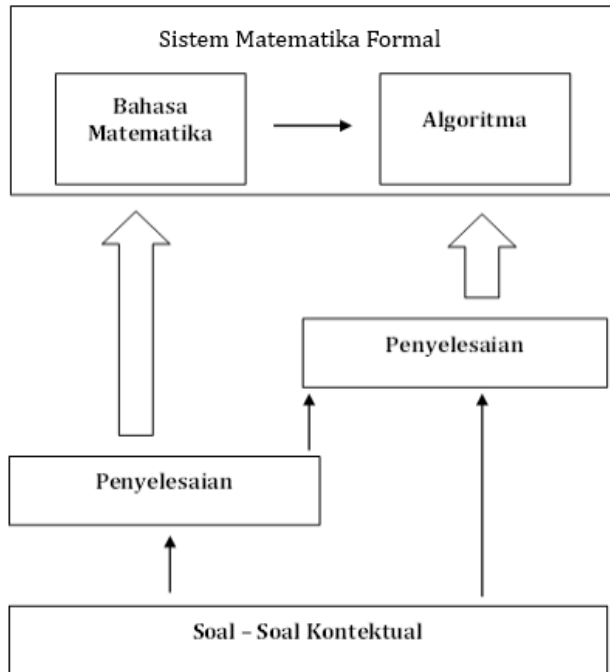 Sistem Matematika Formal
Bahasa
Matematika
Algoritma
Penyelesaian
Penyelesaian
Soal – Soal Kontektual